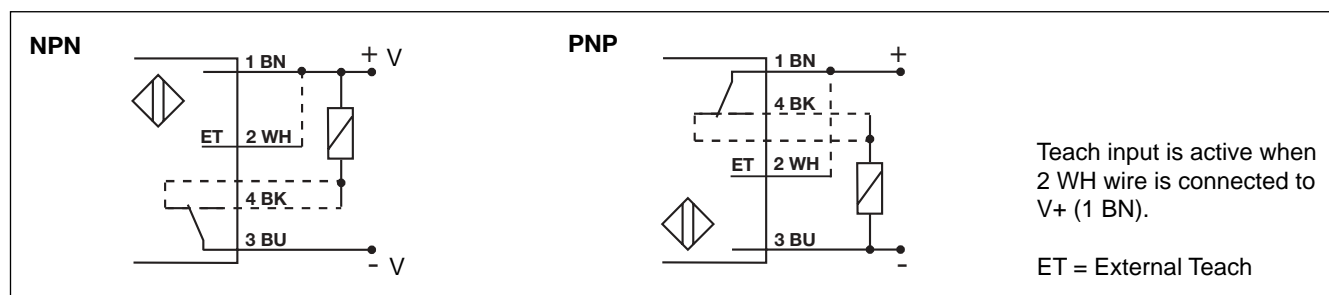 NPN
1 BN
+ V
ET
2 WH
4 BK
3 BU
- V
PNP
1 BN
+
4 BK
ET
2 WH
3 BU
-
Teach input is active when
2 WH wire is connected to
V+ (1 BN).
ET = External Teach